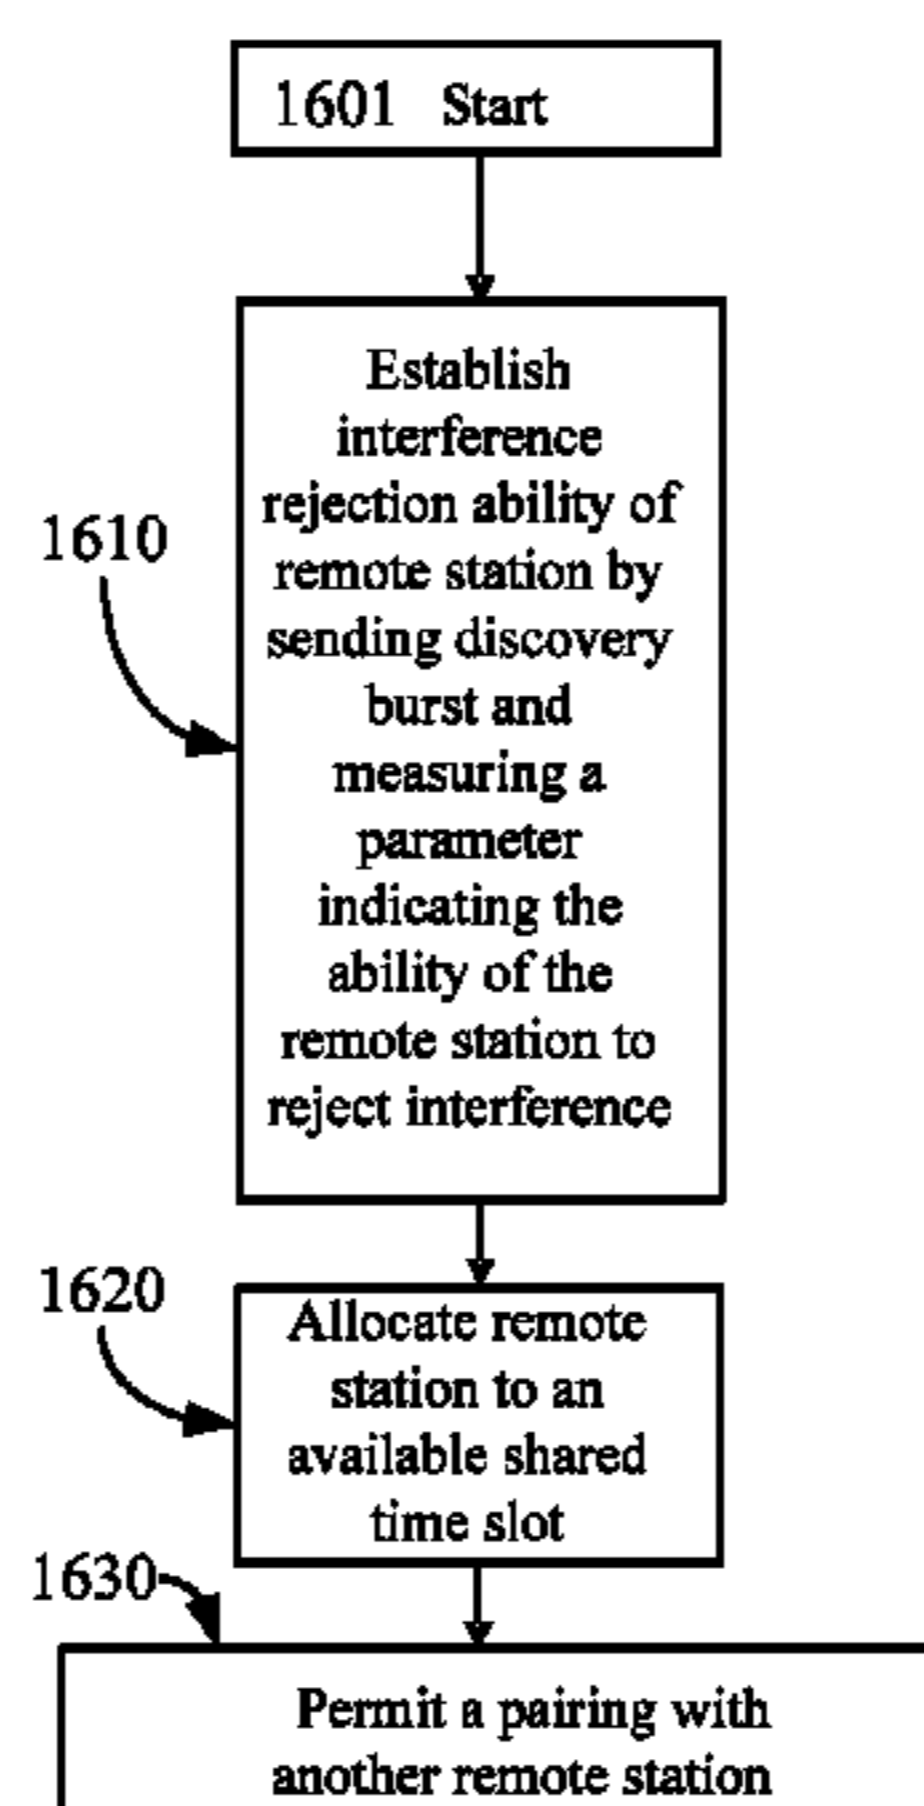 1601 Start
Establish
interference
rejection ability of
remote station by
sending discovery
burst and
measuring a
parameter
indicating the
ability of the
remote station to
reject interference
1610
Allocate remote
station to an
available shared
time slot
1620
1630
Permit a pairing with
another remote station